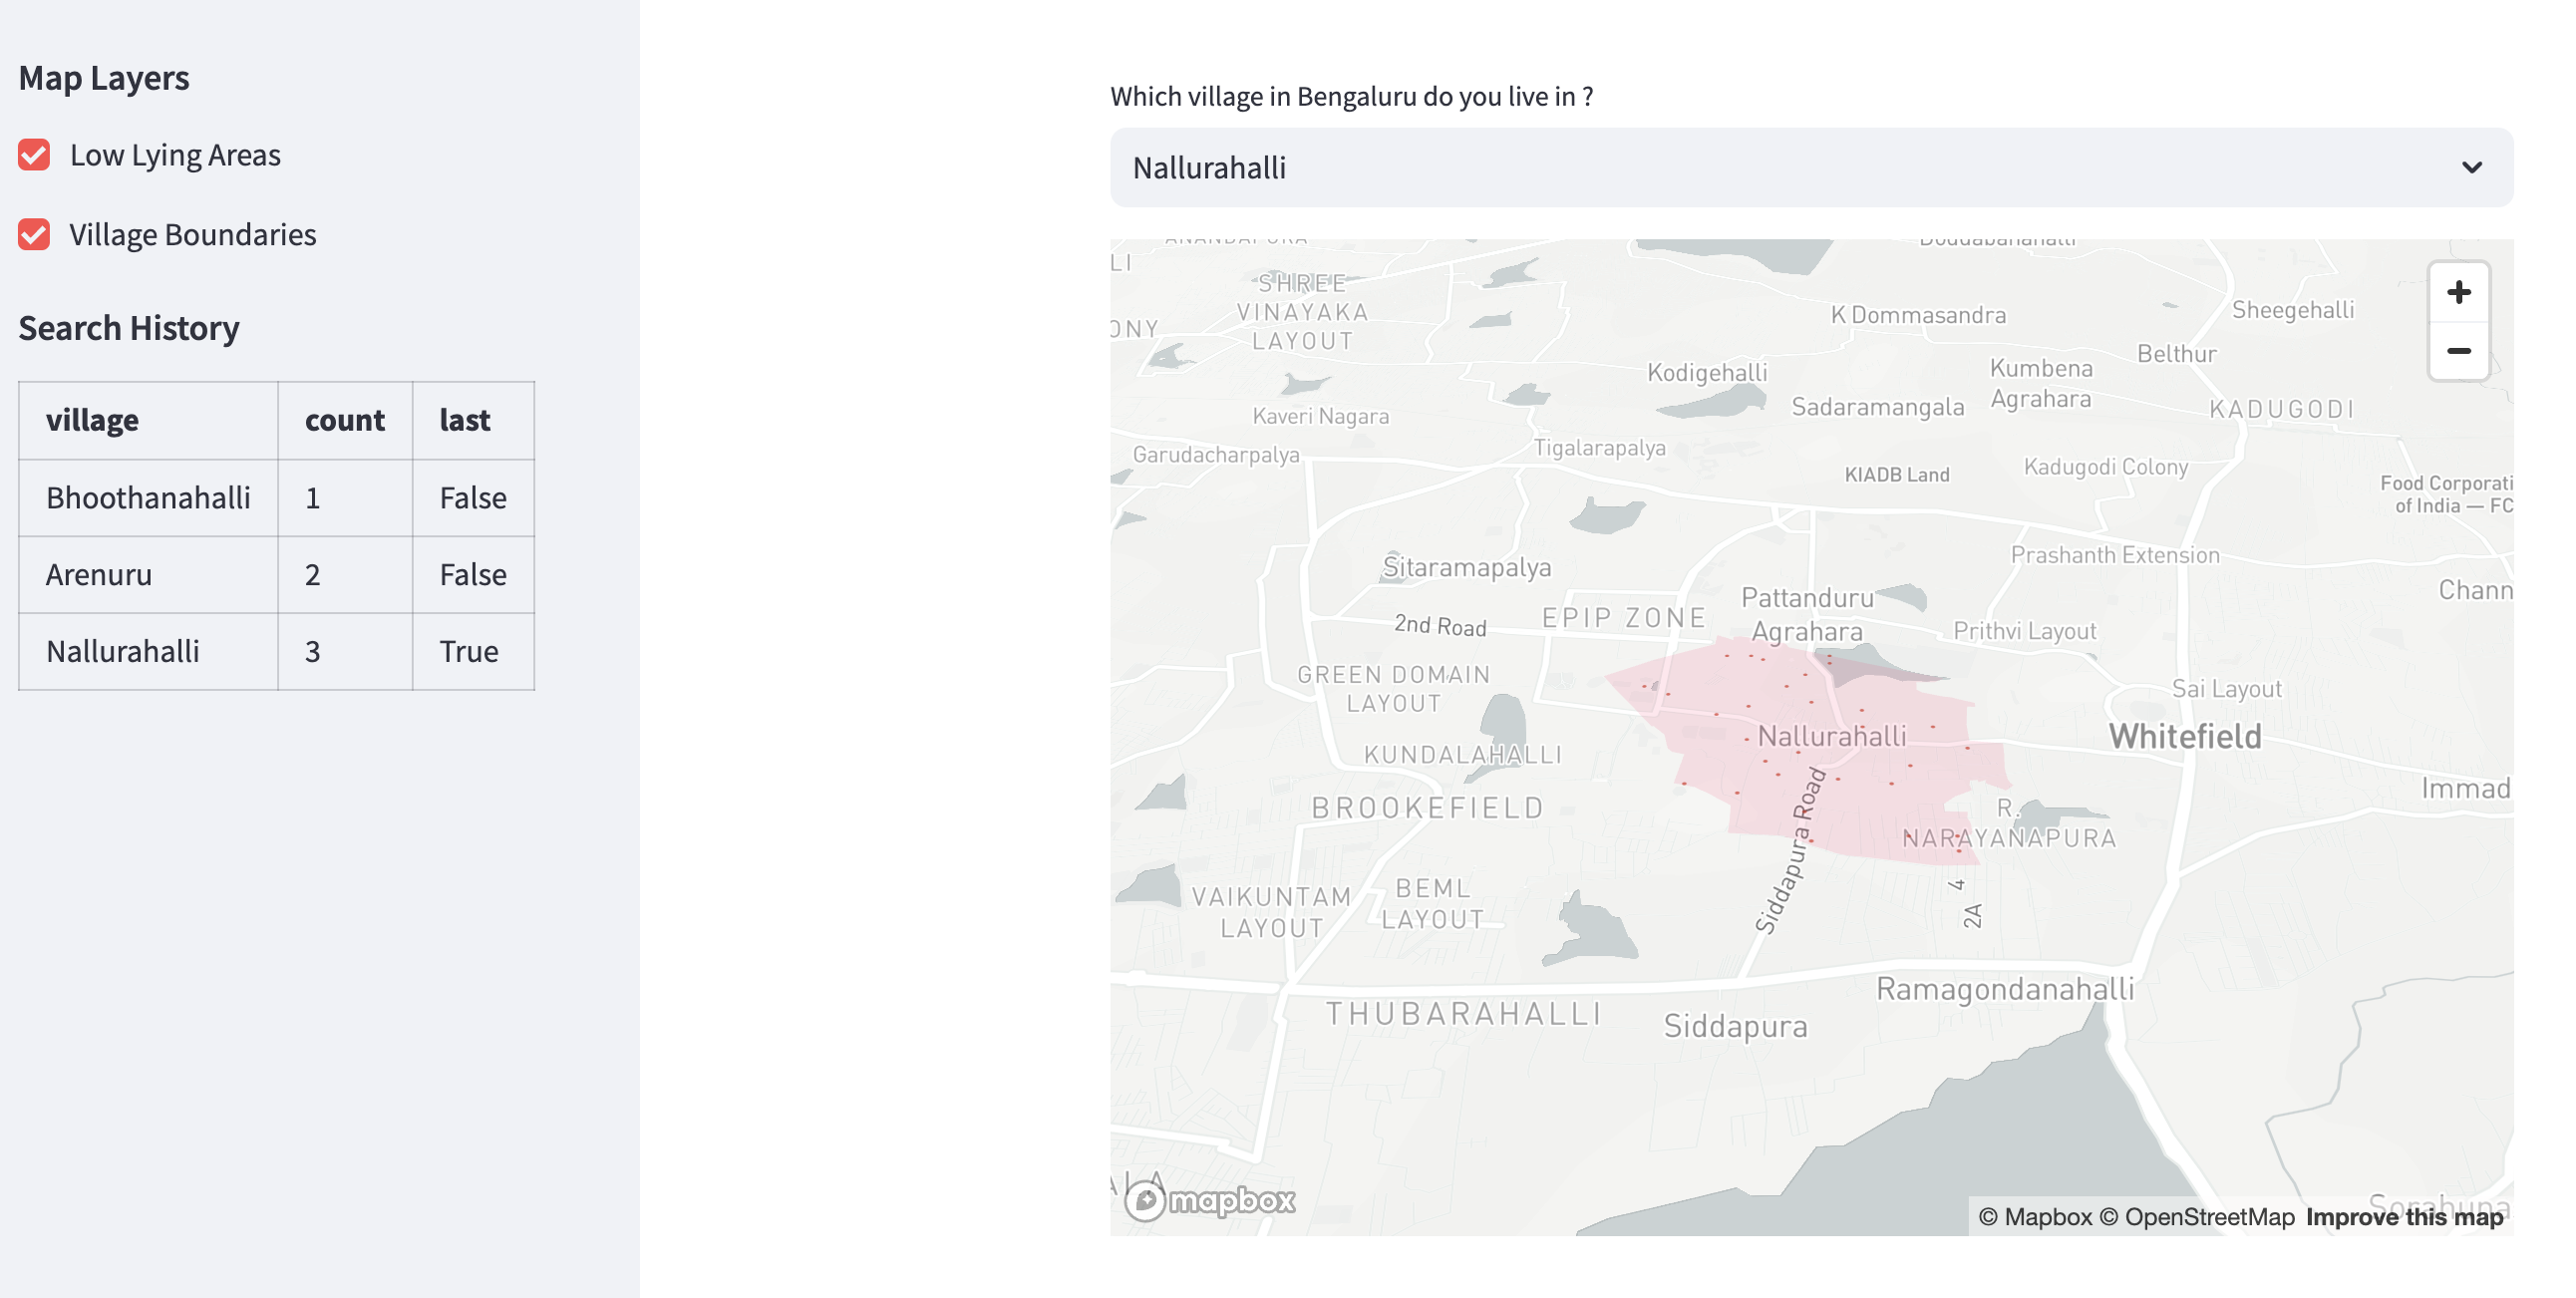 Map Layers
Low Lying Areas
Village Boundaries
Search History
village count last
Bhoothanahalli 1 False
Arenuru 2 False
Nallurahalli 3 True
Which village in Bengaluru do you live in ?
Nallurahalli
LI
SHREE
VINAYAKA
LAYOUT
ONY
K Dommasandra
Sheegehalli
Belthur
Kodigehalli
Kumbena
Agrahara
Sadaramangala
KADUGODI
Kaveri Nagara
Garudacharpalya
Tigalarapalya
KIADB Land
Kadugodi Colony
Food Corporati
of India — FC
Sitaramapalya
Prashanth Extension
Chann
2nd Road
EPIP ZONE
Pattanduru
Agrahara
Prithvi Layout
GREEN DOMAIN
LAYOUT
Sai Layout
Nallurahalli
Whitefield
KUNDALAHALLI
Immad
BROOKEFIELD
R.
NARAYANAPURA
Siddapura Road
VAIKUNTAM
LAYOUT
BEML
LAYOUT
4
2A
Ramagondanahalli
THUBARAHALLI
Siddapura
ALA
mapbox
© Mapbox © OpenStreetMap Improve this map